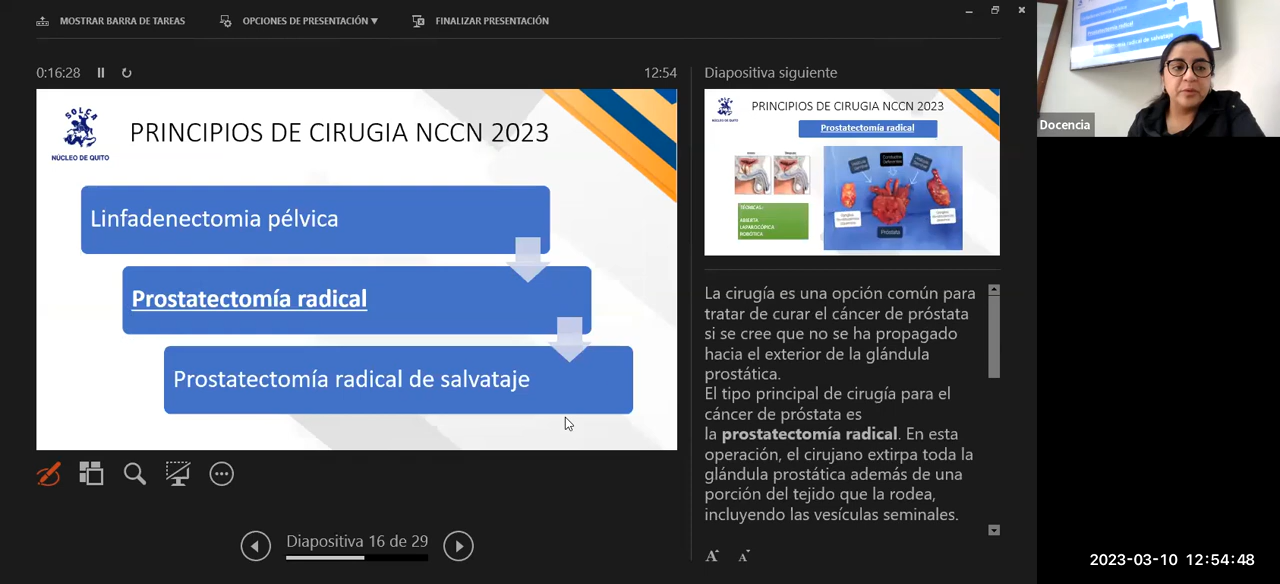 MOSTRAR BARRA DE TAREAS
OPCIONES DE PRESENTACIÓN ▼
FINALIZAR PRESENTACIÓN
0:16:28
12:54
SOLCA
NÚCLEO DE QUITO
PRINCIPIOS DE CIRUGIA NCCN 2023
Linfadenectomia pélvica
Prostatectomía radical
Prostatectomía radical de salvataje
Diapositiva 16 de 29
Diapositiva siguiente
PRINCIPIOS DE CIRUGIA NCCN 2023
Prostatectomía radical
TÉCNICAS.-
ABIERTA
LAPAROCÓPICA
ROBÓTICA
Próstata
La cirugía es una opción común para
tratar de curar el cáncer de próstata
si se cree que no se ha propagado
hacia el exterior de la glándula
prostática.
El tipo principal de cirugía para el
cáncer de próstata es
la prostatectomía radical. En esta
operación, el cirujano extirpa toda la
glándula prostática además de una
porción del tejido que la rodea,
incluyendo las vesículas seminales.
Docencia
2023-03-10 12:54:48